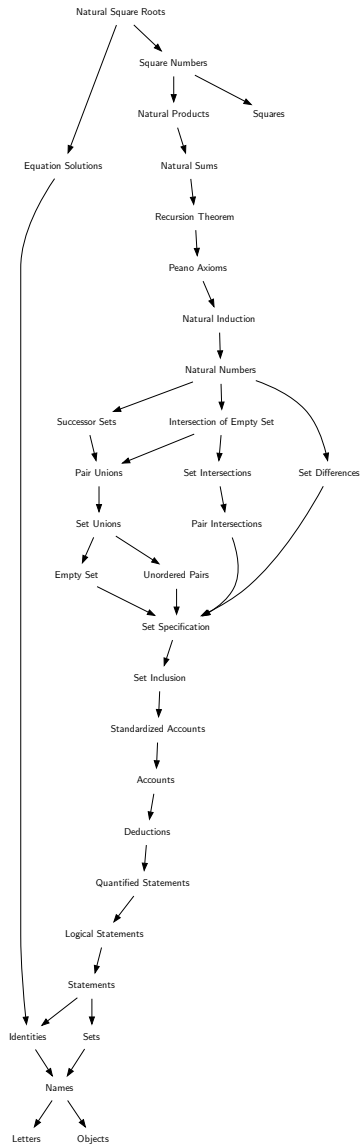 Natural Square Roots
Square Numbers
Natural Products
Squares
Equation Solutions
Natural Sums
Recursion Theorem
Peano Axioms
Natural Induction
Natural Numbers
Successor Sets
Intersection of Empty Set
Pair Unions
Set Intersections
Set Differences
Set Unions
Pair Intersections
Empty Set
Unordered Pairs
Set Specification
Set Inclusion
Standardized Accounts
Accounts
Deductions
Quantified Statements
Logical Statements
Statements
Identities
Sets
Names
Letters
Objects